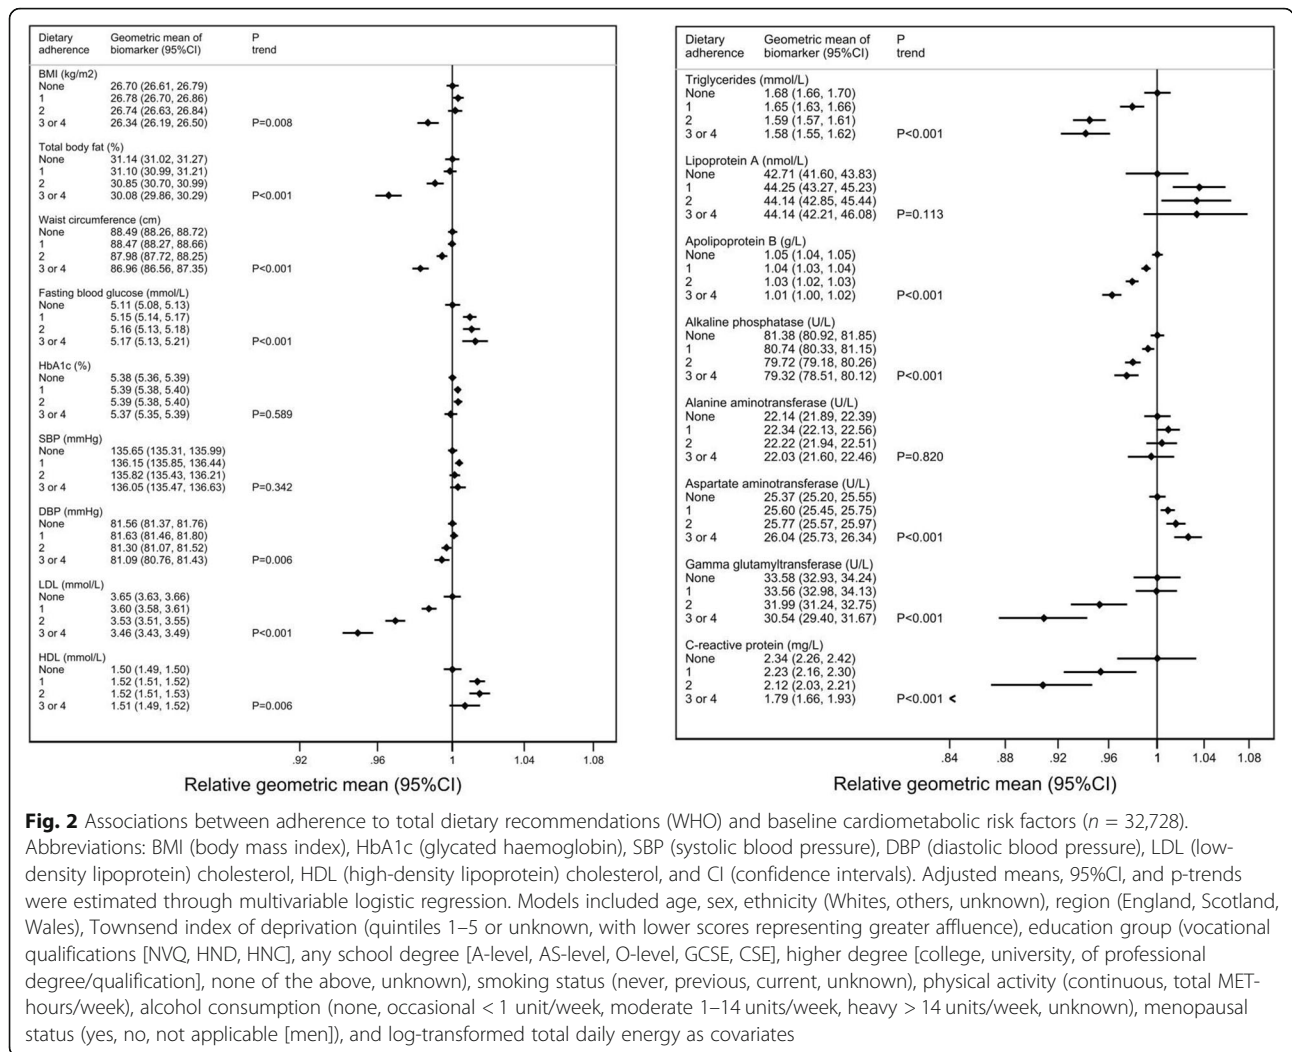 Dietary adherence Geometric mean of biomarker (95%CI) P trend
BMI (kg/m2)
None 26.70 (26.61, 26.79)
1 26.78 (26.70, 26.86)
2 26.74 (26.63, 26.84)
3 or 4 26.34 (26.19, 26.50) P=0.008
Total body fat (%)
None 31.14 (31.02, 31.27)
1 31.10 (30.99, 31.21)
2 30.85 (30.70, 30.99)
3 or 4 30.08 (29.86, 30.29) P<0.001
Waist circumference (cm)
None 88.49 (88.26, 88.72)
1 88.47 (88.27, 88.66)
2 87.98 (87.72, 88.25)
3 or 4 86.96 (86.56, 87.35) P<0.001
Fasting blood glucose (mmol/L)
None 5.11 (5.08, 5.13)
1 5.15 (5.14, 5.17)
2 5.16 (5.13, 5.18)
3 or 4 5.17 (5.13, 5.21) P<0.001
HbA1c (%)
None 5.38 (5.36, 5.39)
1 5.39 (5.38, 5.40)
2 5.39 (5.38, 5.40)
3 or 4 5.37 (5.35, 5.39) P=0.589
SBP (mmHg)
None 135.65 (135.31, 135.99)
1 136.15 (135.85, 136.44)
2 135.82 (135.43, 136.21)
3 or 4 136.05 (135.47, 136.63) P=0.342
DBP (mmHg)
None 81.56 (81.37, 81.76)
1 81.63 (81.46, 81.80)
2 81.30 (81.07, 81.52)
3 or 4 81.09 (80.76, 81.43) P=0.006
LDL (mmol/L)
None 3.65 (3.63, 3.66)
1 3.60 (3.58, 3.61)
2 3.53 (3.51, 3.55)
3 or 4 3.46 (3.43, 3.49) P<0.001
HDL (mmol/L)
None 1.50 (1.49, 1.50)
1 1.52 (1.51, 1.52)
2 1.52 (1.51, 1.53)
3 or 4 1.51 (1.49, 1.52) P=0.006
.92 .96 1 1.04 1.08
Relative geometric mean (95%CI)
Dietary adherence Geometric mean of biomarker (95%CI) P trend
Triglycerides (mmol/L)
None 1.68 (1.66, 1.70)
1 1.65 (1.63, 1.66)
2 1.59 (1.57, 1.61)
3 or 4 1.58 (1.55, 1.62) P<0.001
Lipoprotein A (nmol/L)
None 42.71 (41.60, 43.83)
1 44.25 (43.27, 45.23)
2 44.14 (42.85, 45.44)
3 or 4 44.14 (42.21, 46.08) P=0.113
Apolipoprotein B (g/L)
None 1.05 (1.04, 1.05)
1 1.04 (1.03, 1.04)
2 1.03 (1.02, 1.03)
3 or 4 1.01 (1.00, 1.02) P<0.001
Alkaline phosphatase (U/L)
None 81.38 (80.92, 81.85)
1 80.74 (80.33, 81.15)
2 79.72 (79.18, 80.26)
3 or 4 79.32 (78.51, 80.12) P<0.001
Alanine aminotransferase (U/L)
None 22.14 (21.89, 22.39)
1 22.34 (22.13, 22.56)
2 22.22 (21.94, 22.51)
3 or 4 22.03 (21.60, 22.46) P=0.820
Aspartate aminotransferase (U/L)
None 25.37 (25.20, 25.55)
1 25.60 (25.45, 25.75)
2 25.77 (25.57, 25.97)
3 or 4 26.04 (25.73, 26.34) P<0.001
Gamma glutamyltransferase (U/L)
None 33.58 (32.93, 34.24)
1 33.56 (32.98, 34.13)
2 31.99 (31.24, 32.75)
3 or 4 30.54 (29.40, 31.67) P<0.001
C-reactive protein (mg/L)
None 2.34 (2.26, 2.42)
1 2.23 (2.16, 2.30)
2 2.12 (2.03, 2.21)
3 or 4 1.79 (1.66, 1.93) P<0.001 <
.84 .88 .92 .96 1 1.04 1.08
Relative geometric mean (95%CI)
Fig. 2 Associations between adherence to total dietary recommendations (WHO) and baseline cardiometabolic risk factors (n = 32,728).
Abbreviations: BMI (body mass index), HbA1c (glycated haemoglobin), SBP (systolic blood pressure), DBP (diastolic blood pressure), LDL (low-
density lipoprotein) cholesterol, HDL (high-density lipoprotein) cholesterol, and CI (confidence intervals). Adjusted means, 95%CI, and p-trends
were estimated through multivariable logistic regression. Models included age, sex, ethnicity (Whites, others, unknown), region (England, Scotland,
Wales), Townsend index of deprivation (quintiles 1–5 or unknown, with lower scores representing greater affluence), education group (vocational
qualifications [NVQ, HND, HNC], any school degree [A-level, AS-level, O-level, GCSE, CSE], higher degree [college, university, of professional
degree/qualification], none of the above, unknown), smoking status (never, previous, current, unknown), physical activity (continuous, total MET-
hours/week), alcohol consumption (none, occasional < 1 unit/week, moderate 1–14 units/week, heavy > 14 units/week, unknown), menopausal
status (yes, no, not applicable [men]), and log-transformed total daily energy as covariates